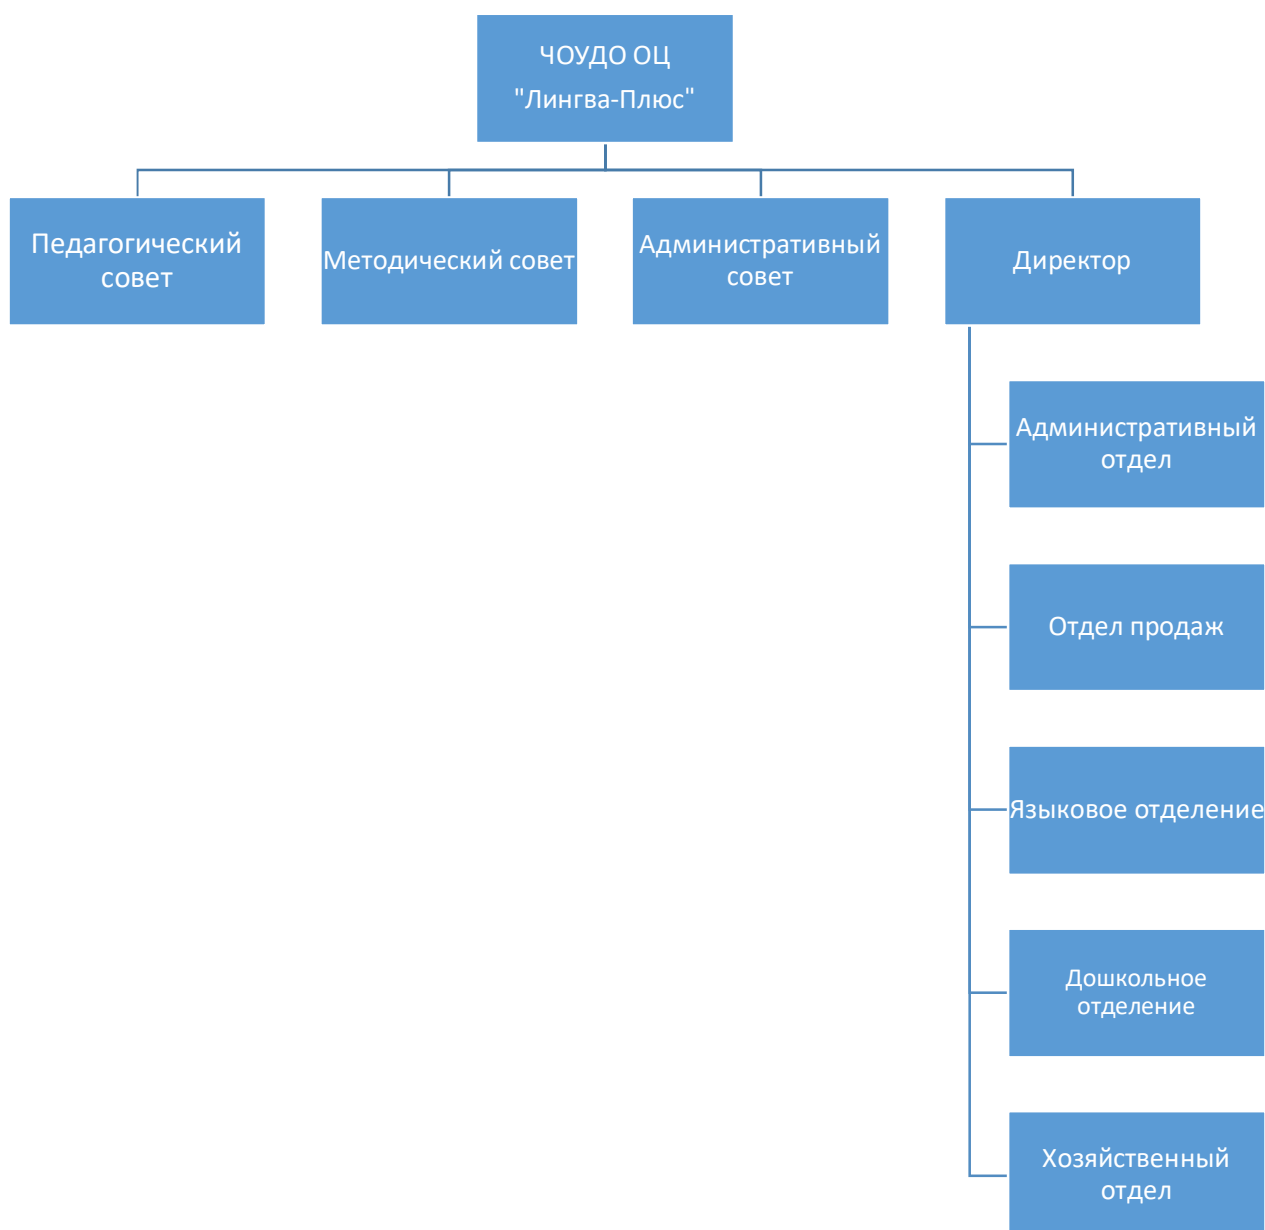 ЧОУДО ОЦ
"Лингва-Плюс"
Педагогический
совет
Методический совет
Административный
совет
Директор
Административный
отдел
Отдел продаж
Языковое отделение
Дошкольное
отделение
Хозяйственный
отдел